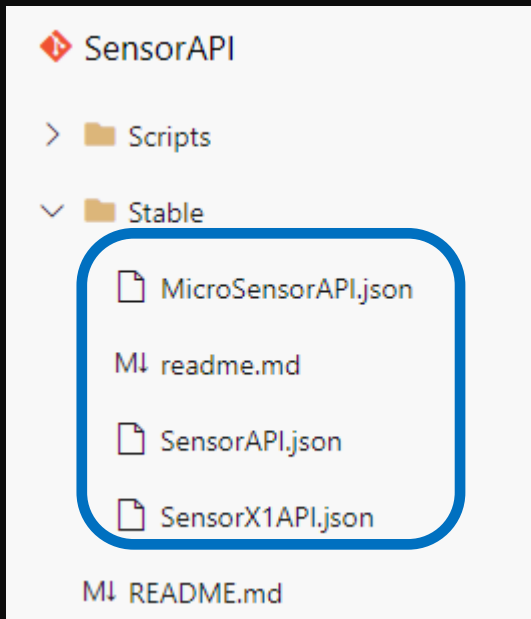 SensorAPI
Scripts
Stable
MicroSensorAPI.json
M↓ readme.md
SensorAPI.json
SensorX1API.json
M↓ README.md